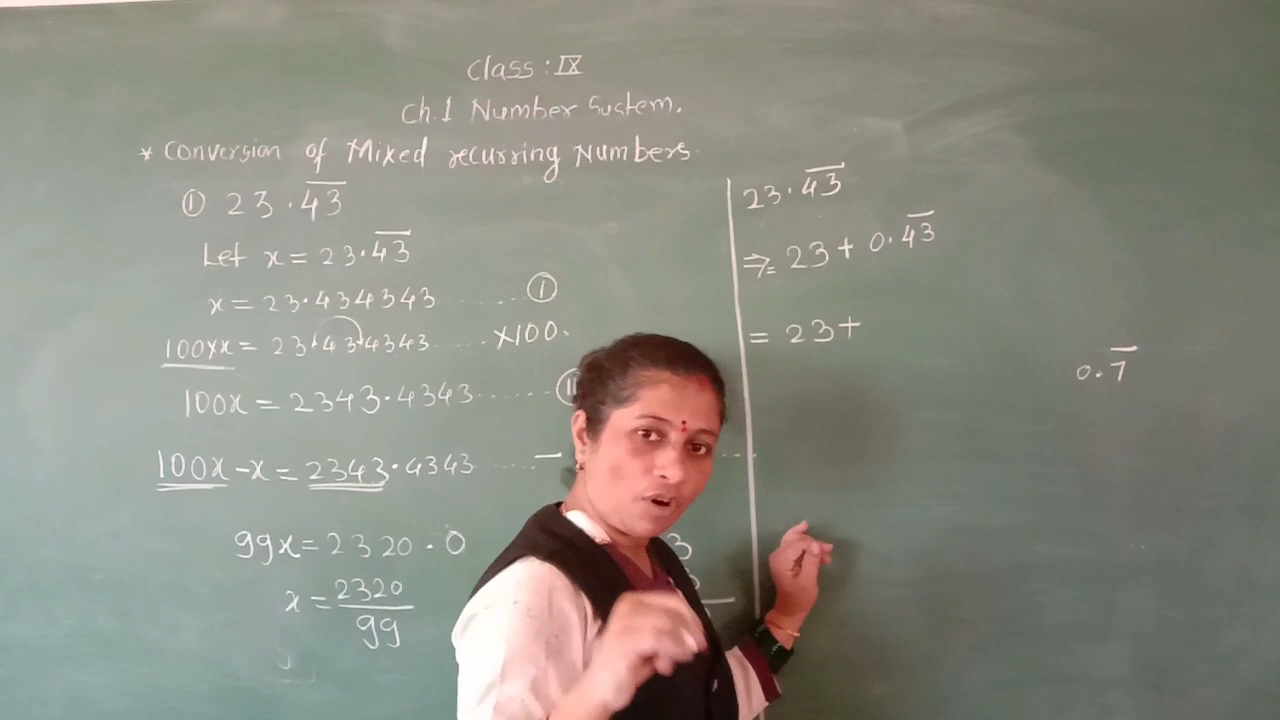 Class : IX
Ch.1 Number System.
* Conversion of Mixed recurring Numbers.
① 23.4̅3̅
Let x = 23.4̅3̅
x = 23.434343 ........ ⓘ
100×x = 23.434343...... ×100.
100x = 2343.4343.......
100x - x = 2343.4343....... -
99x = 2320.0
x = 2320/99
23.4̅3̅
⇒= 23 + 0.4̅3̅
= 23 +
0.7̅